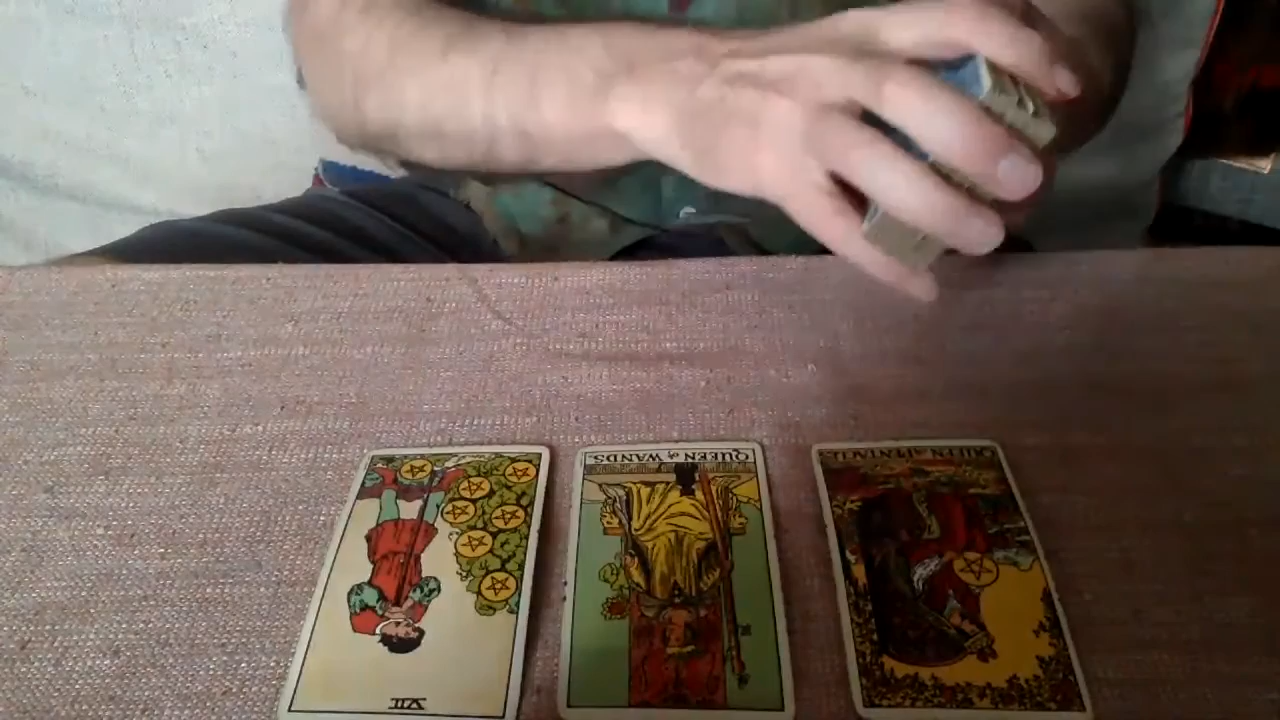 QUEEN of WANDS.
QUEEN of PENTACLES
VII